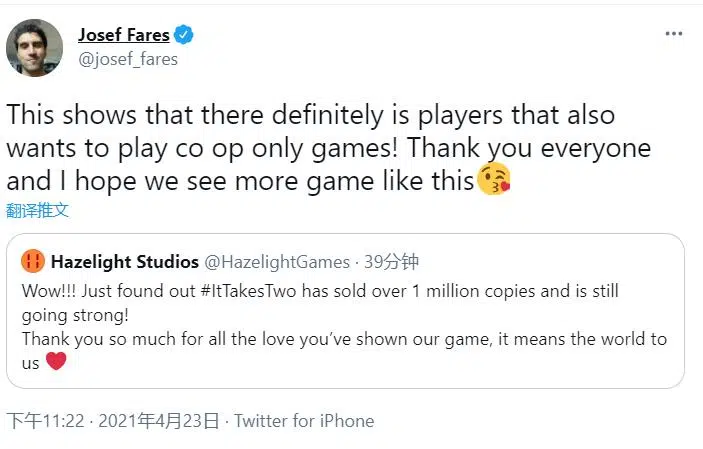 Josef Fares
@josef_fares
This shows that there definitely is players that also
wants to play co op only games! Thank you everyone
and I hope we see more game like this😘
翻译推文
Hazelight Studios @HazelightGames · 39分钟
Wow!!! Just found out #ItTakesTwo has sold over 1 million copies and is still
going strong!
Thank you so much for all the love you’ve shown our game, it means the world to
us ❤️
下午11:22 · 2021年4月23日 · Twitter for iPhone